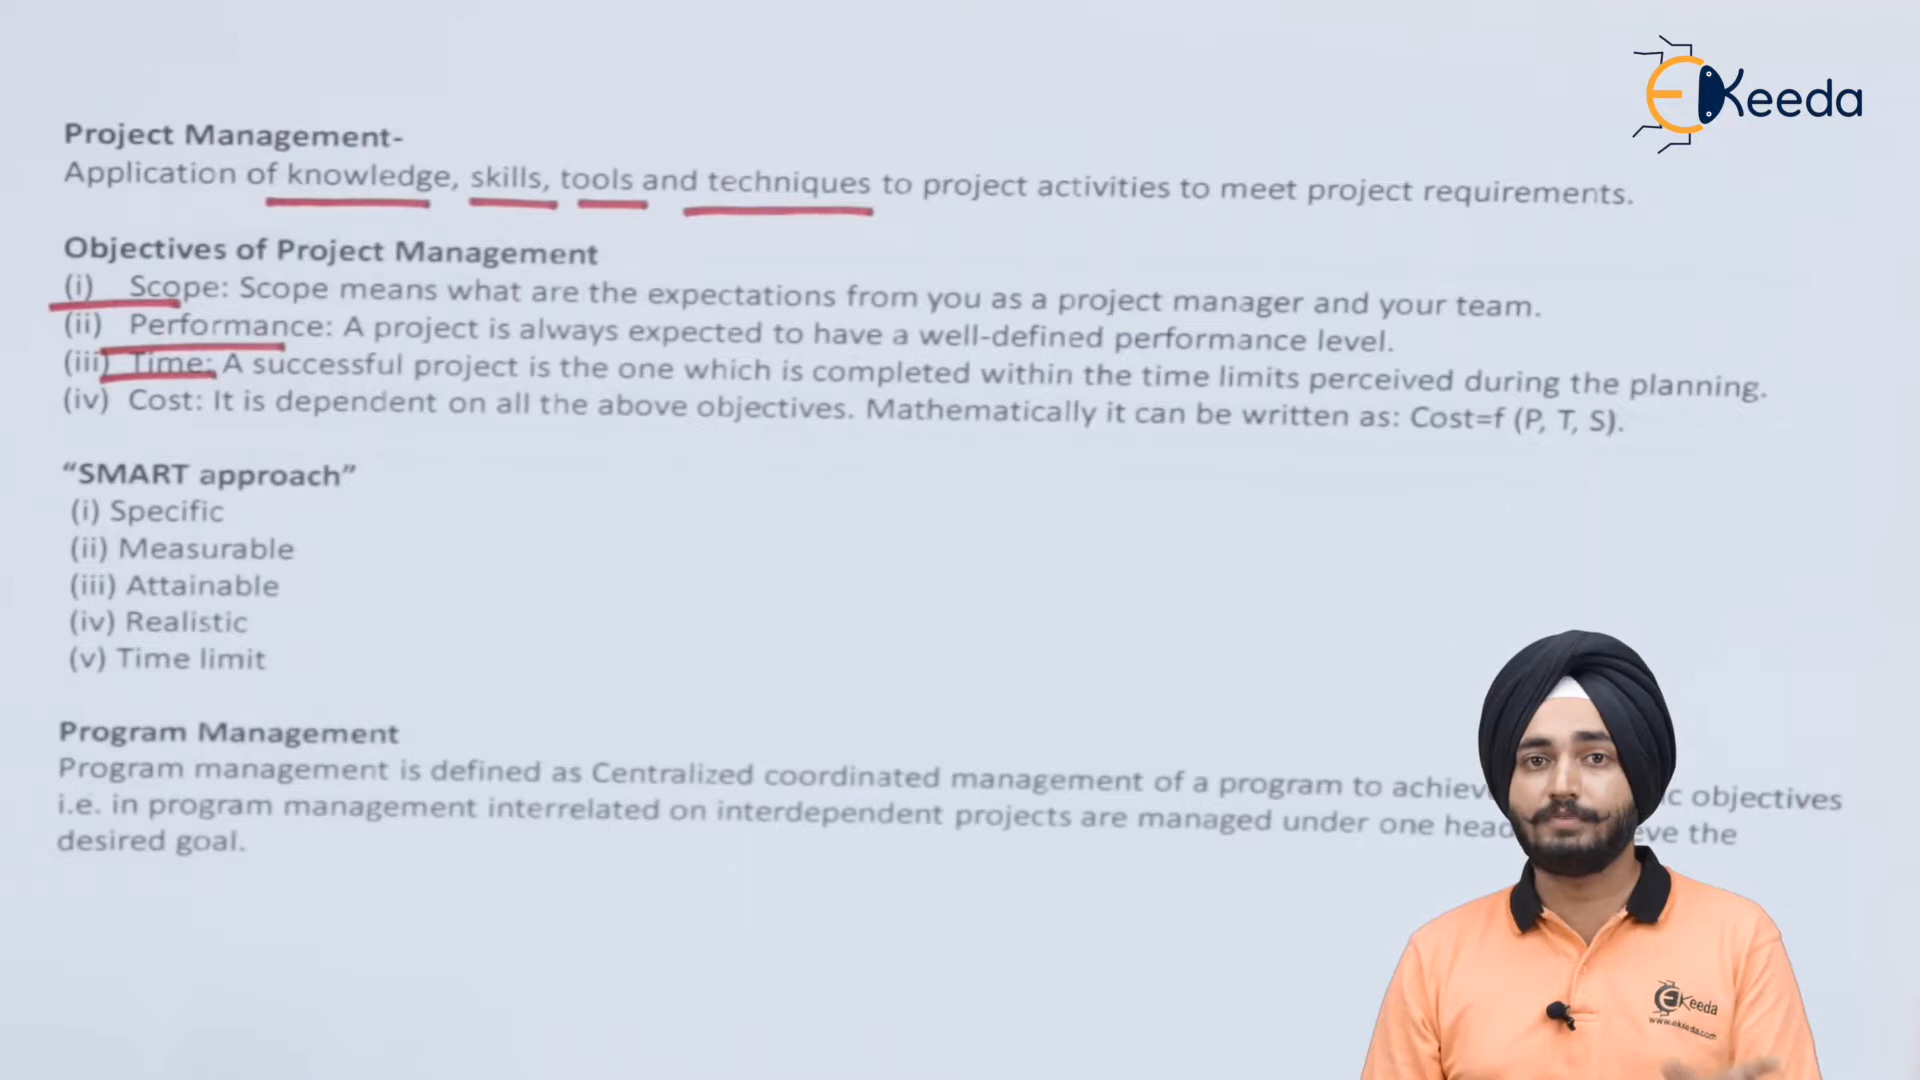 EKeeda
Project Management-
Application of knowledge, skills, tools and techniques to project activities to meet project requirements.
Objectives of Project Management
(i) Scope: Scope means what are the expectations from you as a project manager and your team.
(ii) Performance: A project is always expected to have a well-defined performance level.
(iii) Time: A successful project is the one which is completed within the time limits perceived during the planning.
(iv) Cost: It is dependent on all the above objectives. Mathematically it can be written as: Cost=f (P, T, S).
“SMART approach”
(i) Specific
(ii) Measurable
(iii) Attainable
(iv) Realistic
(v) Time limit
Program Management
Program management is defined as Centralized coordinated management of a program to objectives
i.e. in program management interrelated on interdependent projects are managed under one head the
desired goal.
EKeeda
www.ekeeda.com